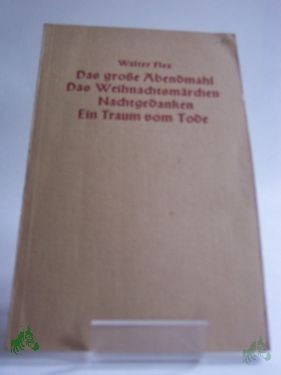 Walter Flex
Das große Abendmahl
Das Weihnachtsmärchen
Nachtgedanken
Ein Traum vom Tode